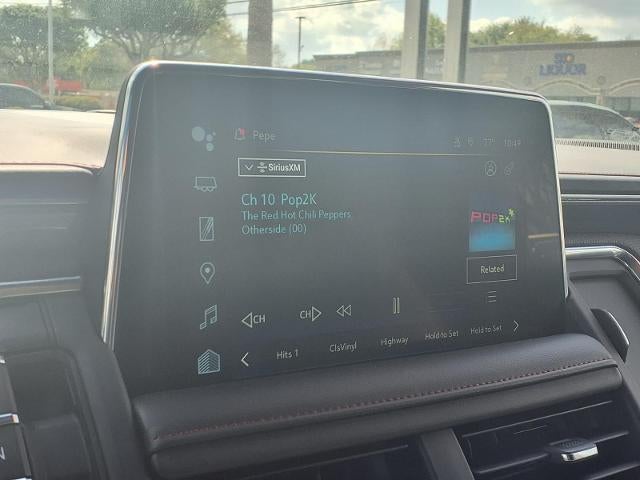 LIQUOR
Pepe
77° 10:49
SiriusXM
Ch 10 Pop2K
The Red Hot Chili Peppers
Otherside (00)
POP2K
Related
CH CH
Hits 1 ClsVinyl Highway Hold to Set Hold to Set
N